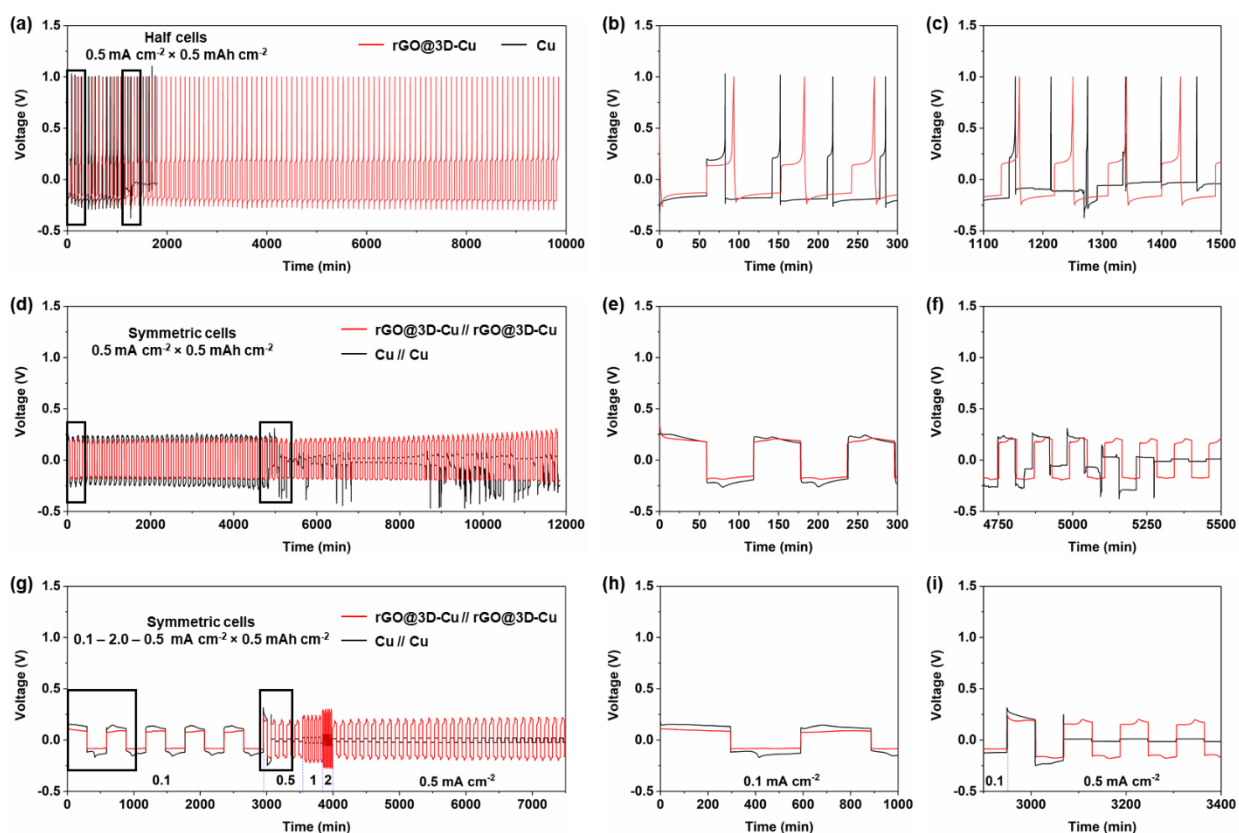 (a)
Half cells
0.5 mA cm⁻² × 0.5 mAh cm⁻²
rGO@3D-Cu
Cu
Voltage (V)
1.5
1.0
0.5
0.0
-0.5
0 2000 4000 6000 8000 10000
Time (min)
(b)
Voltage (V)
1.5
1.0
0.5
0.0
-0.5
0 50 100 150 200 250 300
Time (min)
(c)
Voltage (V)
1.5
1.0
0.5
0.0
-0.5
1100 1200 1300 1400 1500
Time (min)
(d)
Symmetric cells
0.5 mA cm⁻² × 0.5 mAh cm⁻²
rGO@3D-Cu // rGO@3D-Cu
Cu // Cu
Voltage (V)
1.5
1.0
0.5
0.0
-0.5
0 2000 4000 6000 8000 10000 12000
Time (min)
(e)
Voltage (V)
1.5
1.0
0.5
0.0
-0.5
0 50 100 150 200 250 300
Time (min)
(f)
Voltage (V)
1.5
1.0
0.5
0.0
-0.5
4750 5000 5250 5500
Time (min)
(g)
Symmetric cells
0.1 – 2.0 – 0.5 mA cm⁻² × 0.5 mAh cm⁻²
rGO@3D-Cu // rGO@3D-Cu
Cu // Cu
Voltage (V)
1.5
1.0
0.5
0.0
-0.5
0.1 0.5 1 2 0.5 mA cm⁻²
0 1000 2000 3000 4000 5000 6000 7000
Time (min)
(h)
Voltage (V)
1.5
1.0
0.5
0.0
-0.5
0.1 mA cm⁻²
0 200 400 600 800 1000
Time (min)
(i)
Voltage (V)
1.5
1.0
0.5
0.0
-0.5
0.1 0.5 mA cm⁻²
3000 3200 3400
Time (min)